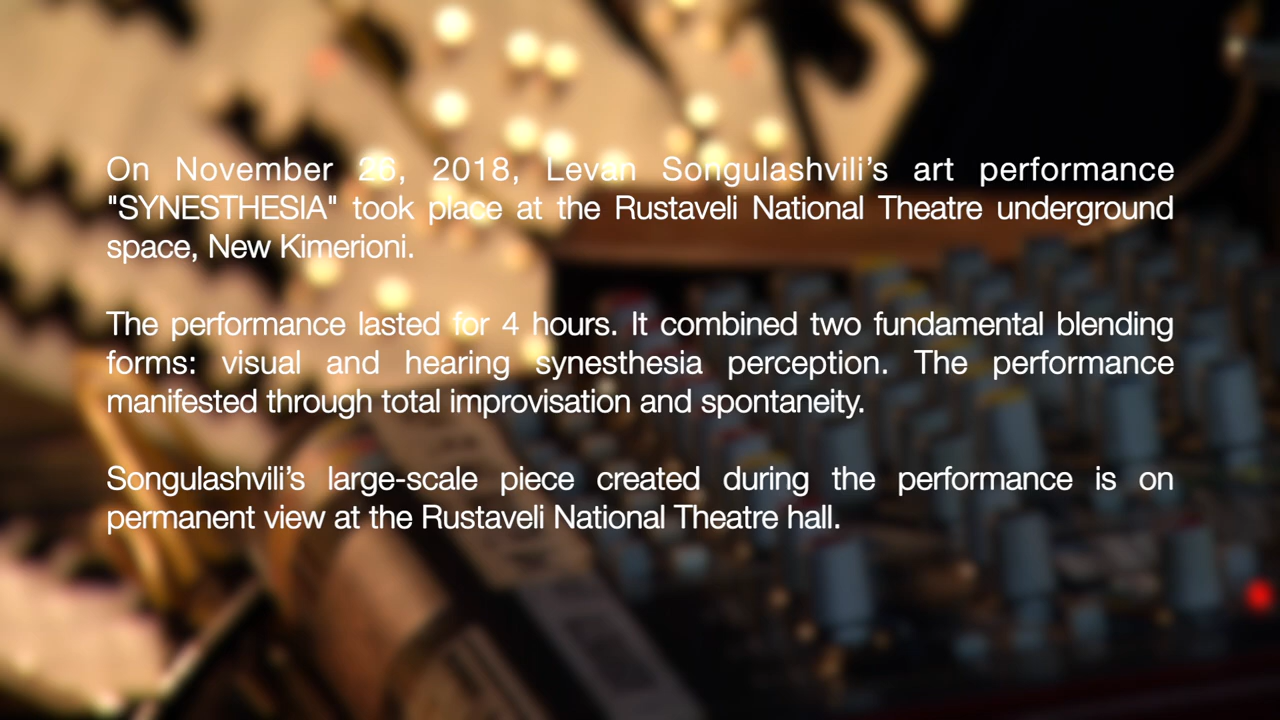 On November 26, 2018, Levan Songulashvili’s art performance
"SYNESTHESIA" took place at the Rustaveli National Theatre underground
space, New Kimerioni.
The performance lasted for 4 hours. It combined two fundamental blending
forms: visual and hearing synesthesia perception. The performance
manifested through total improvisation and spontaneity.
Songulashvili’s large-scale piece created during the performance is on
permanent view at the Rustaveli National Theatre hall.